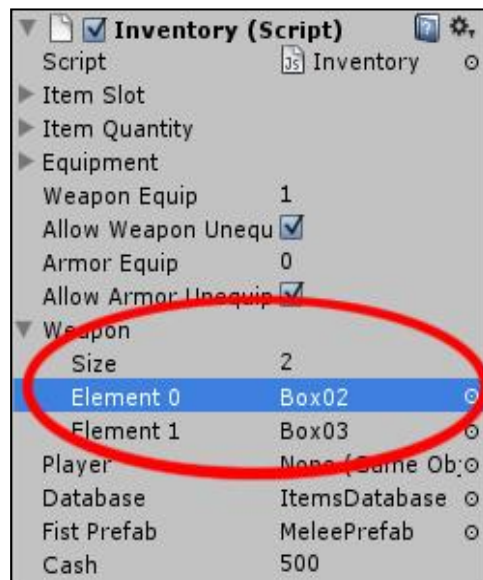 Inventory (Script)
Script Js Inventory
Item Slot
Item Quantity
Equipment
Weapon Equip 1
Allow Weapon Unequ
Armor Equip 0
Allow Armor Unequip
Weapon
Size 2
Element 0 Box02
Element 1 Box03
Player None (Game Obj
Database ItemsDatabase
Fist Prefab MeleePrefab
Cash 500